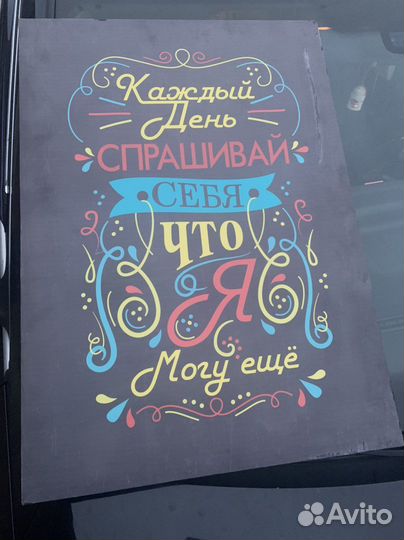 Каждый
День
СПРАШИВАЙ
СЕБЯ
ЧТО
Я
Могу ещё
Avito